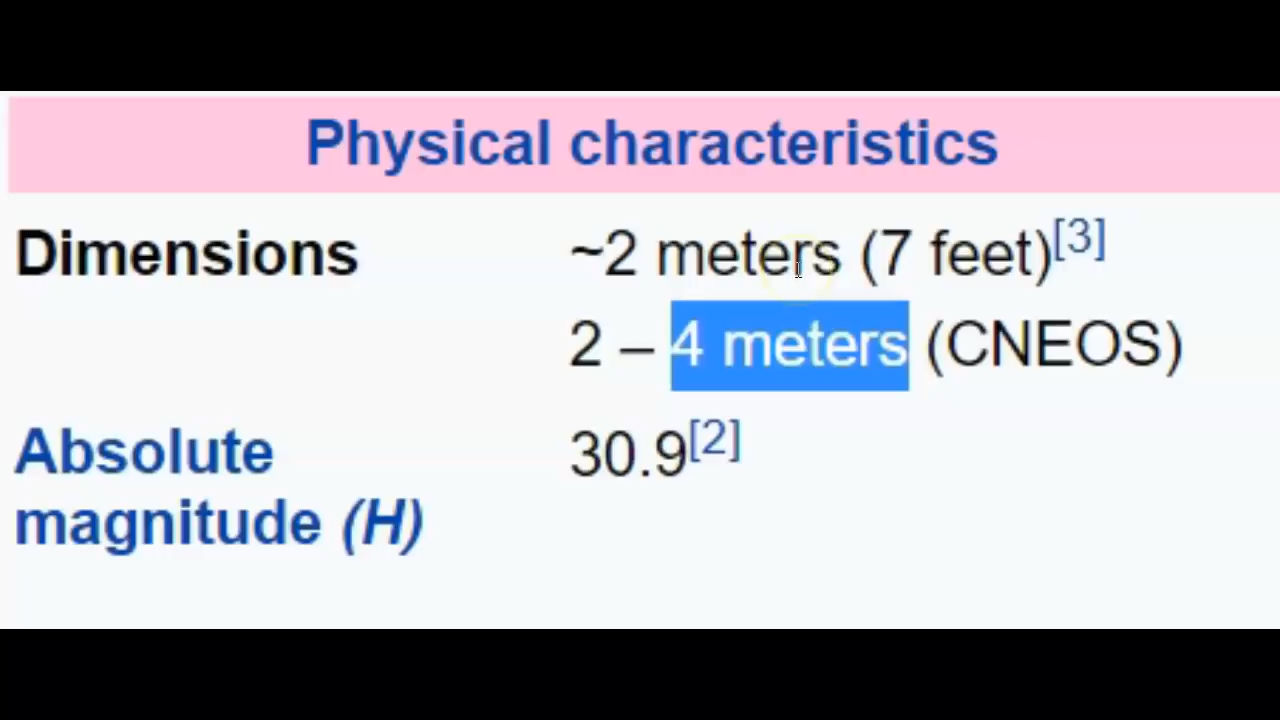 Physical characteristics
Dimensions ~2 meters (7 feet)[3]
2 – 4 meters (CNEOS)
Absolute 30.9[2]
magnitude (H)